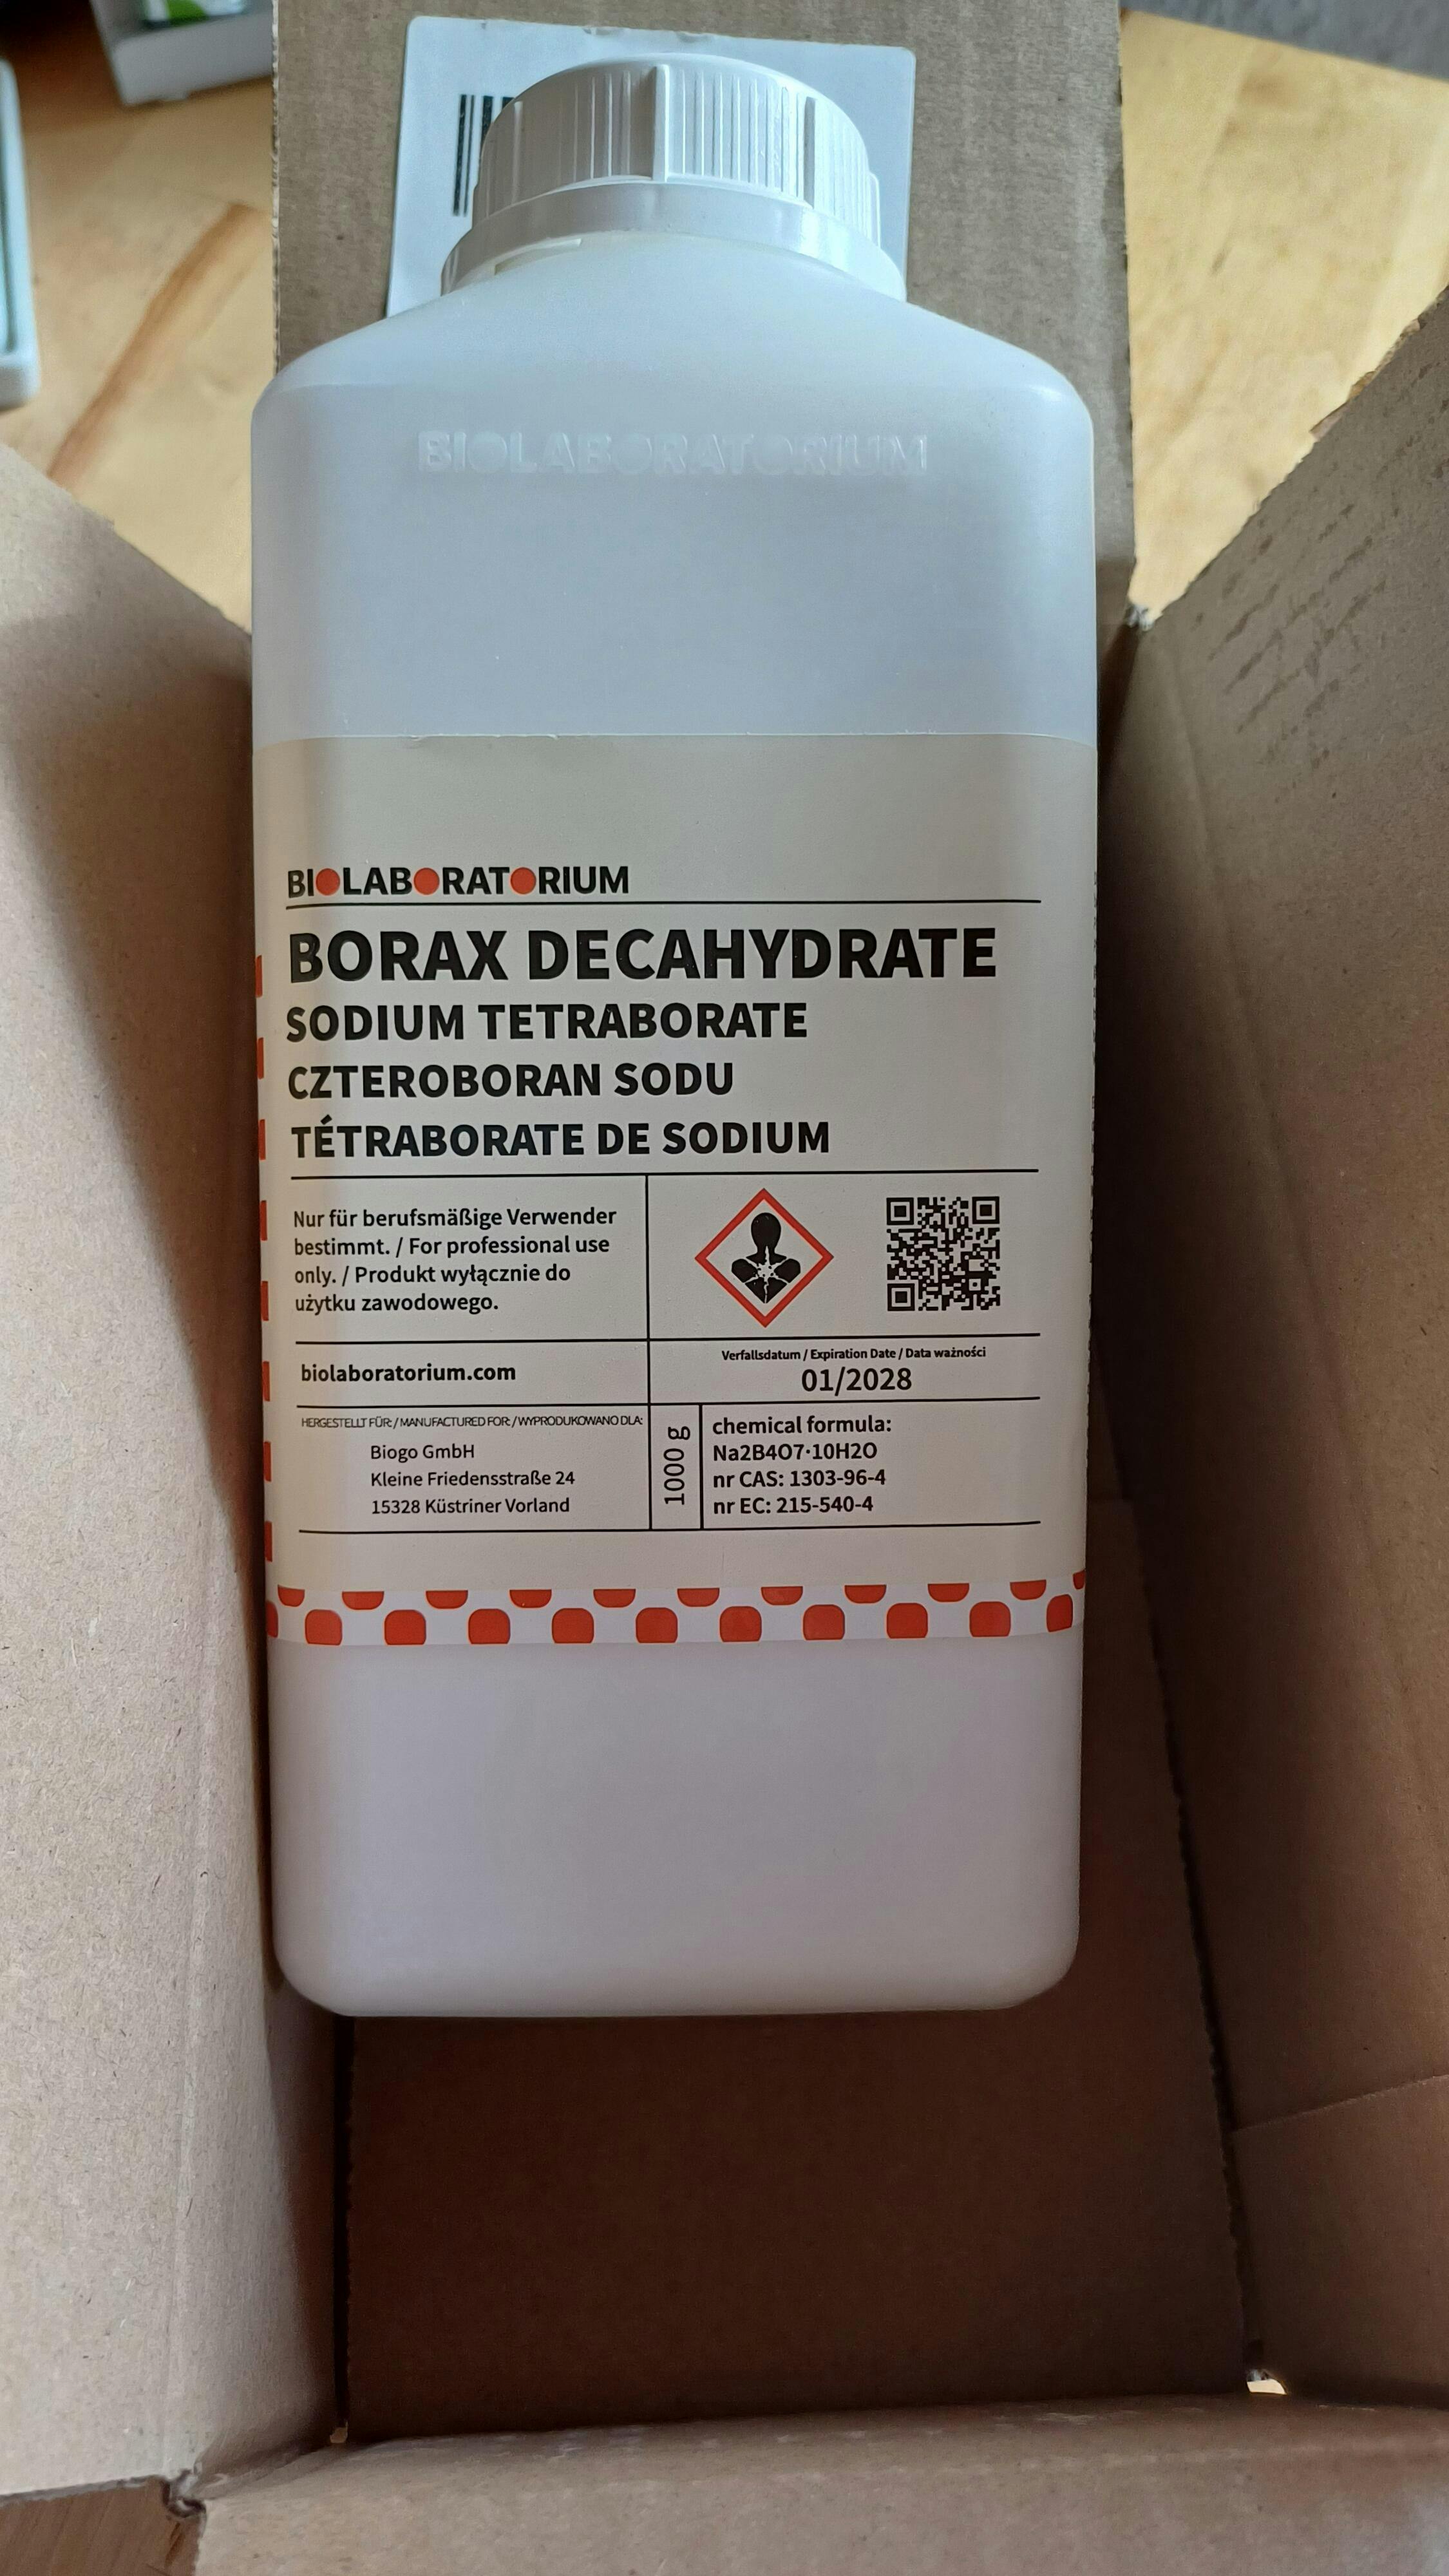 BIOLABORATORIUM
BIOLABORATORIUM
BORAX DECAHYDRATE
SODIUM TETRABORATE
CZTEROBORAN SODU
TÉTRABORATE DE SODIUM
Nur für berufsmäßige Verwender
bestimmt. / For professional use
only. / Produkt wyłącznie do
użytku zawodowego.
biolaboratorium.com
Verfallsdatum / Expiration Date / Data ważności
01/2028
HERGESTELLT FÜR: / MANUFACTURED FOR: / WYPRODUKOWANO DLA:
Biogo GmbH
Kleine Friedensstraße 24
15328 Küstriner Vorland
1000 g
chemical formula:
Na2B4O7·10H2O
nr CAS: 1303-96-4
nr EC: 215-540-4